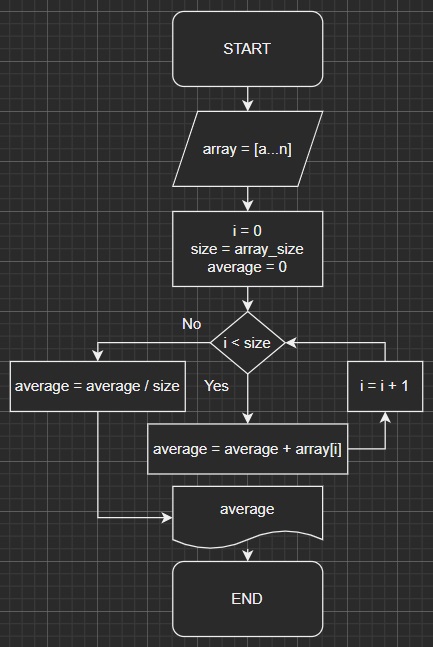 START
array = [a...n]
i = 0
size = array_size
average = 0
No
i < size
average = average / size
Yes
i = i + 1
average = average + array[i]
average
END